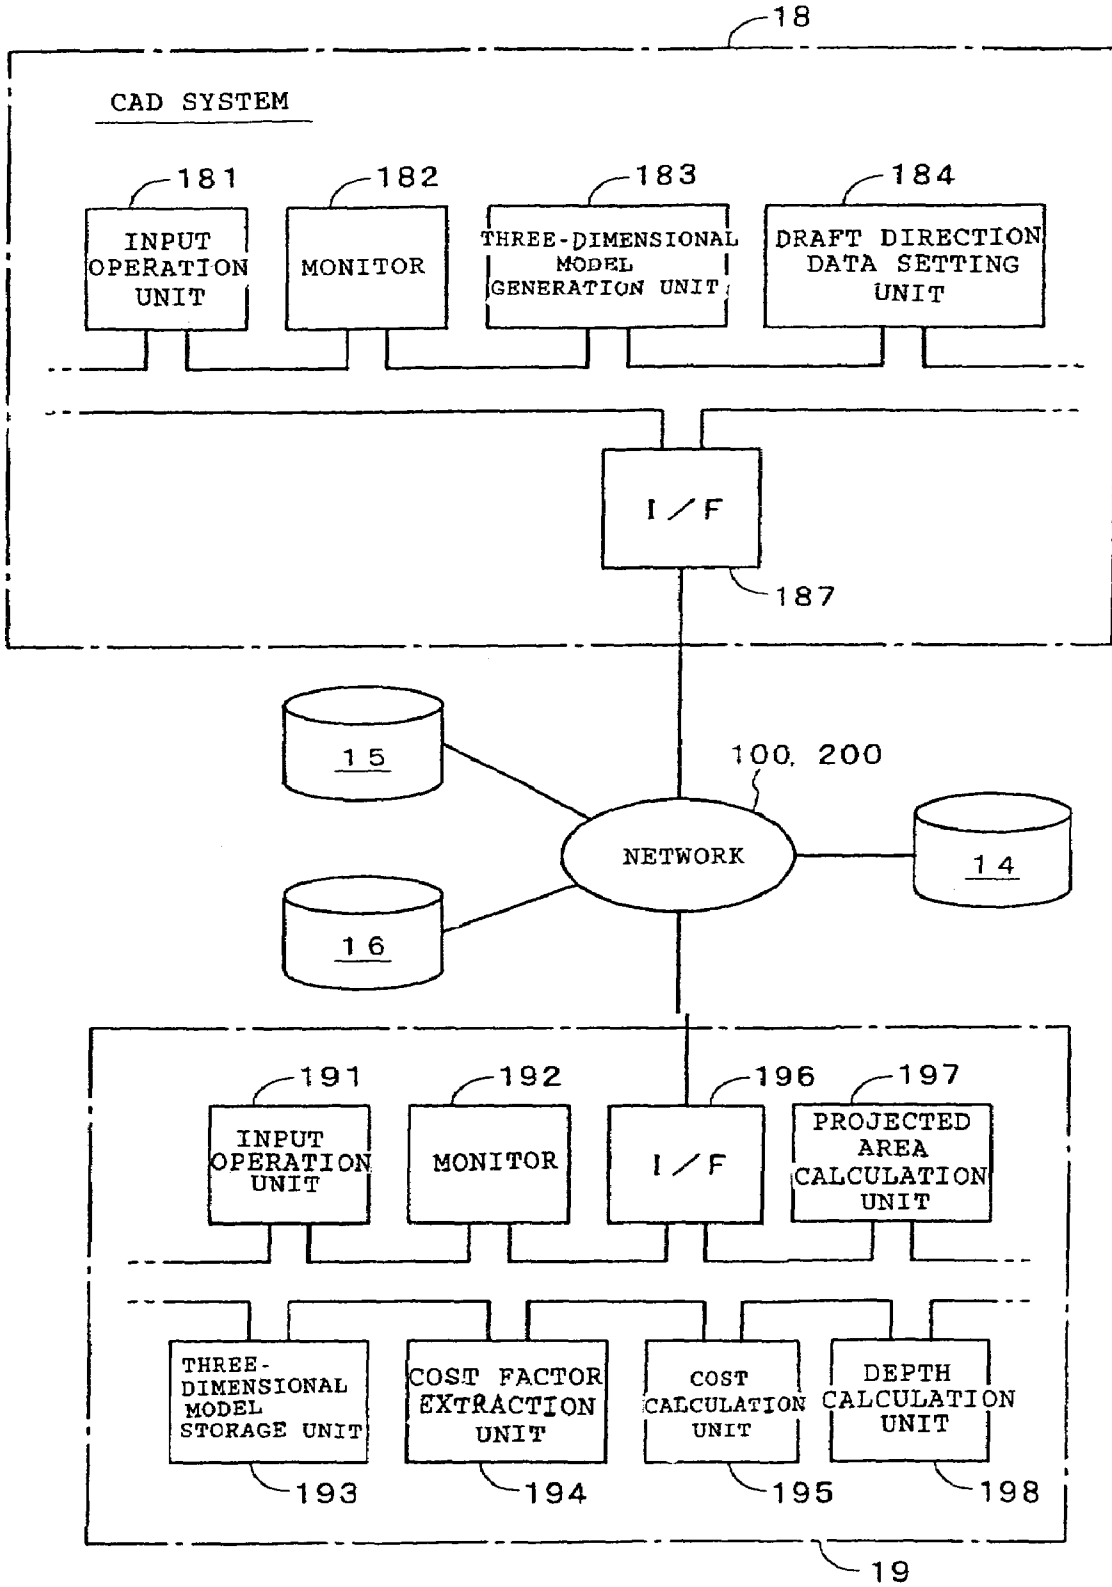 18
CAD SYSTEM
181
182
183
184
INPUT
OPERATION
UNIT
MONITOR
THREE-DIMENSIONAL
MODEL
GENERATION UNIT
DRAFT DIRECTION
DATA SETTING
UNIT
I/F
187
15
100, 200
NETWORK
14
16
191
192
196
197
INPUT
OPERATION
UNIT
MONITOR
I/F
PROJECTED
AREA
CALCULATION
UNIT
THREE-
DIMENSIONAL
MODEL
STORAGE UNIT
COST FACTOR
EXTRACTION
UNIT
COST
CALCULATION
UNIT
DEPTH
CALCULATION
UNIT
193
194
195
198
19